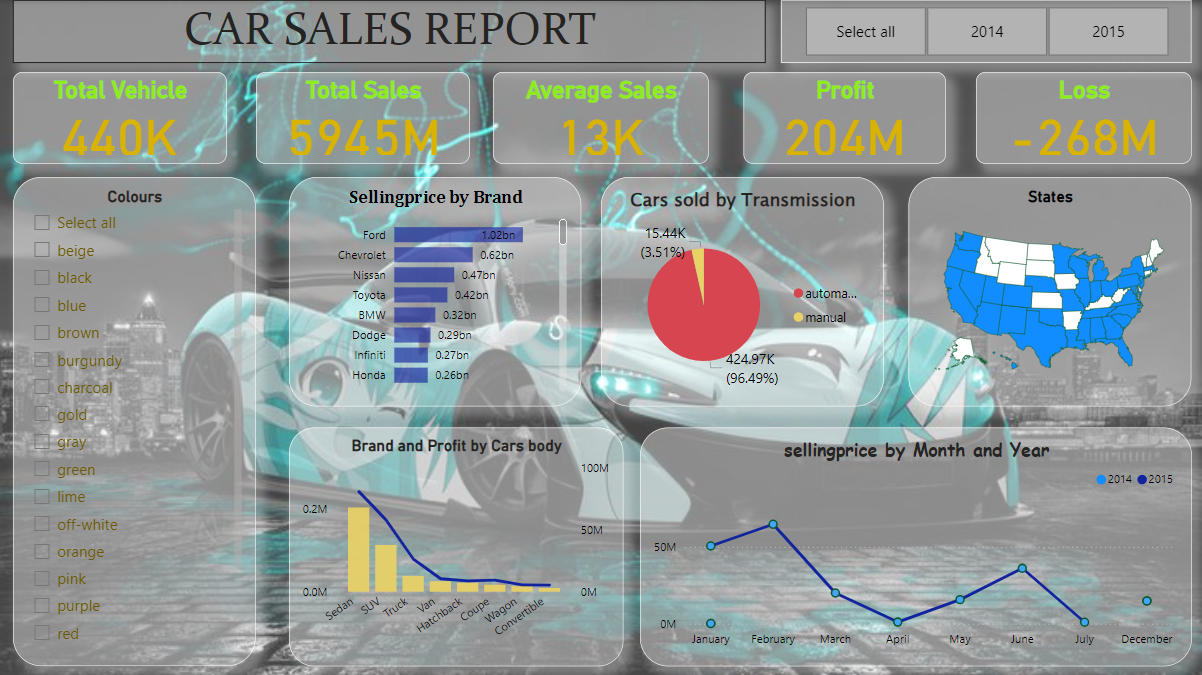 CAR SALES REPORT
Select all
2014
2015
Total Vehicle
440K
Total Sales
5945M
Average Sales
13K
Profit
204M
Loss
-268M
Colours
Select all
beige
black
blue
brown
burgundy
charcoal
gold
gray
green
lime
off-white
orange
pink
purple
red
Sellingprice by Brand
Ford 1.02bn
Chevrolet 0.62bn
Nissan 0.47bn
Toyota 0.42bn
BMW 0.32bn
Dodge 0.29bn
Infiniti 0.27bn
Honda 0.26bn
Cars sold by Transmission
15.44K
(3.51%)
automa...
manual
424.97K
(96.49%)
States
Brand and Profit by Cars body
100M
0.2M
50M
0.0M
0M
Sedan
SUV
Truck
Van
Hatchback
Coupe
Wagon
Convertible
sellingprice by Month and Year
2014 2015
50M
0M
January February March April May June July December